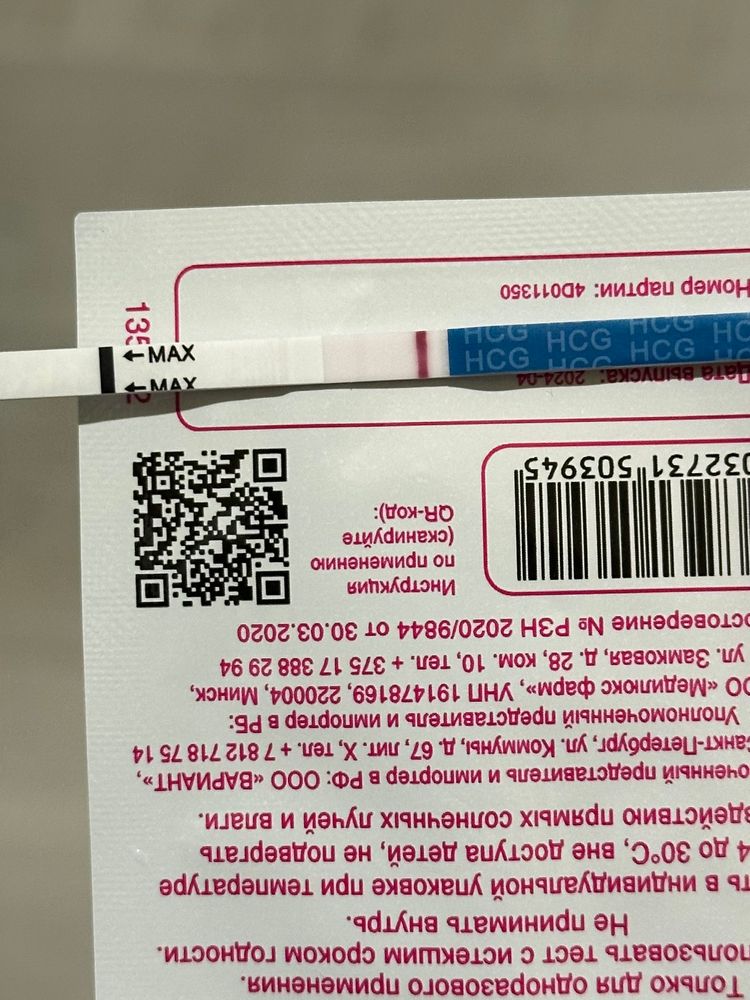 ←MAX
←MAX
HCG HCG HCG
HCG HCG HCG HCG
Только для одноразового применения.
пользовать тест с истекшим сроком годности.
Не принимать внутрь.
ть в индивидуальной упаковке при температуре
4 до 30°C, вне доступа детей, не подвергать
здействию прямых солнечных лучей и влаги.
оченный представитель и импортер в РФ: ООО «ВАРИАНТ»,
анкт-Петербург, ул. Коммуны, д. 67, лит. Х, тел. + 7 812 718 75 14
Уполномоченный представитель и импортер в РБ:
ОО «Медилюкс фарм», УНП 191478169, 220004, Минск,
ул. Замковая, д. 28, ком. 10, тел. + 375 17 388 29 94
остоверение № РЗН 2020/9844 от 30.03.2020
Инструкция
по применению
(сканируйте
QR-код):
032731 503945
Дата выпуска: 2024-04
Номер партии: 4D011350
135